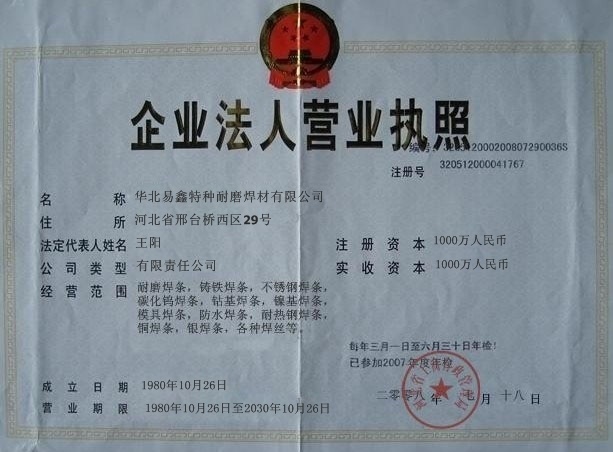 企业法人营业执照
编号:320512000200807290036S
注册号 320512000041767
名称 华北易鑫特种耐磨焊材有限公司
住所 河北省邢台桥西区29号
法定代表人姓名 王阳
注册资本 1000万人民币
公司类型 有限责任公司
实收资本 1000万人民币
经营范围 耐磨焊条，铸铁焊条，不锈钢焊条，
碳化钨焊条，钴基焊条，镍基焊条，
模具焊条，防水焊条，耐热钢焊条，
铜焊条，银焊条，各种焊丝等。
每年三月一日至六月三十日年检!
已参加2007年度年检
成立日期 1980年10月26日
二〇〇八年 七月十八日
营业期限 1980年10月26日至2030年10月26日